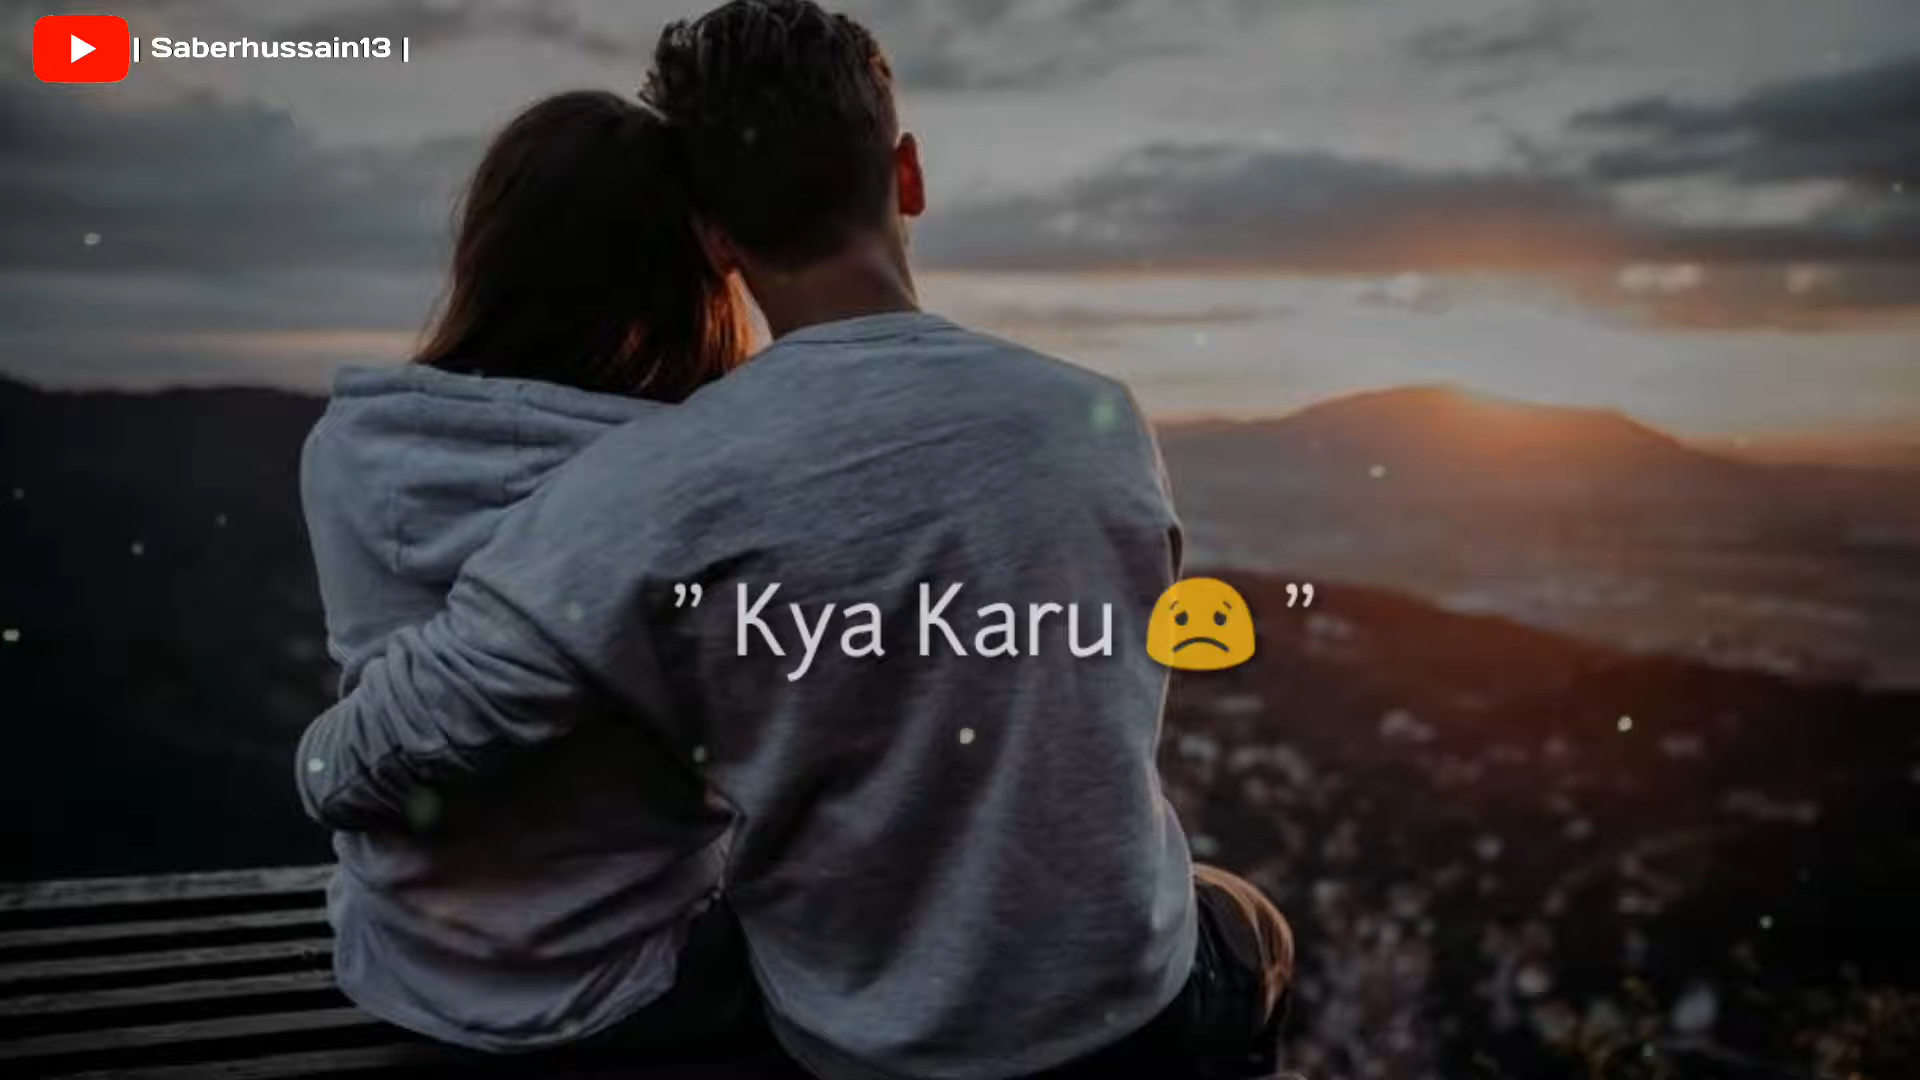 | Saberhussain13 |
” Kya Karu 😟 ”